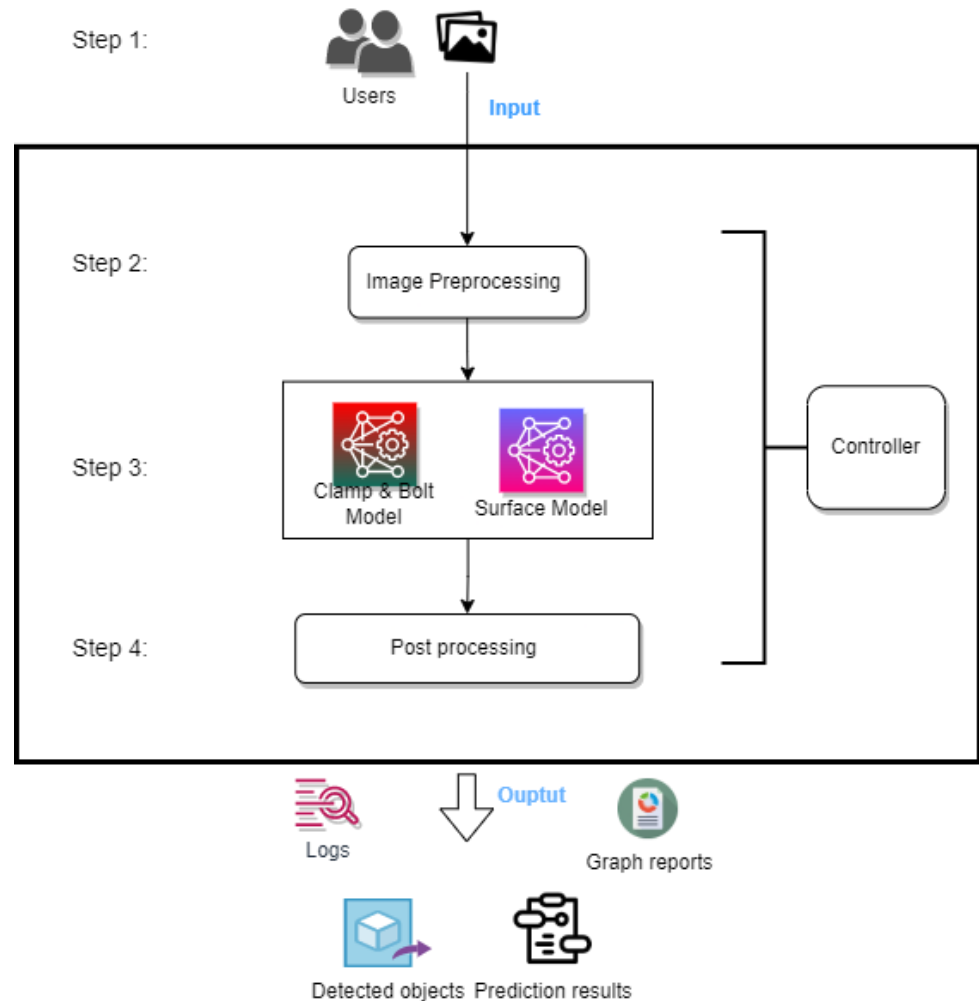 Step 1:
Users
Input
Step 2:
Image Preprocessing
Controller
Step 3:
Clamp & Bolt
Model
Surface Model
Step 4:
Post processing
Ouptut
Logs
Graph reports
Detected objects
Prediction results